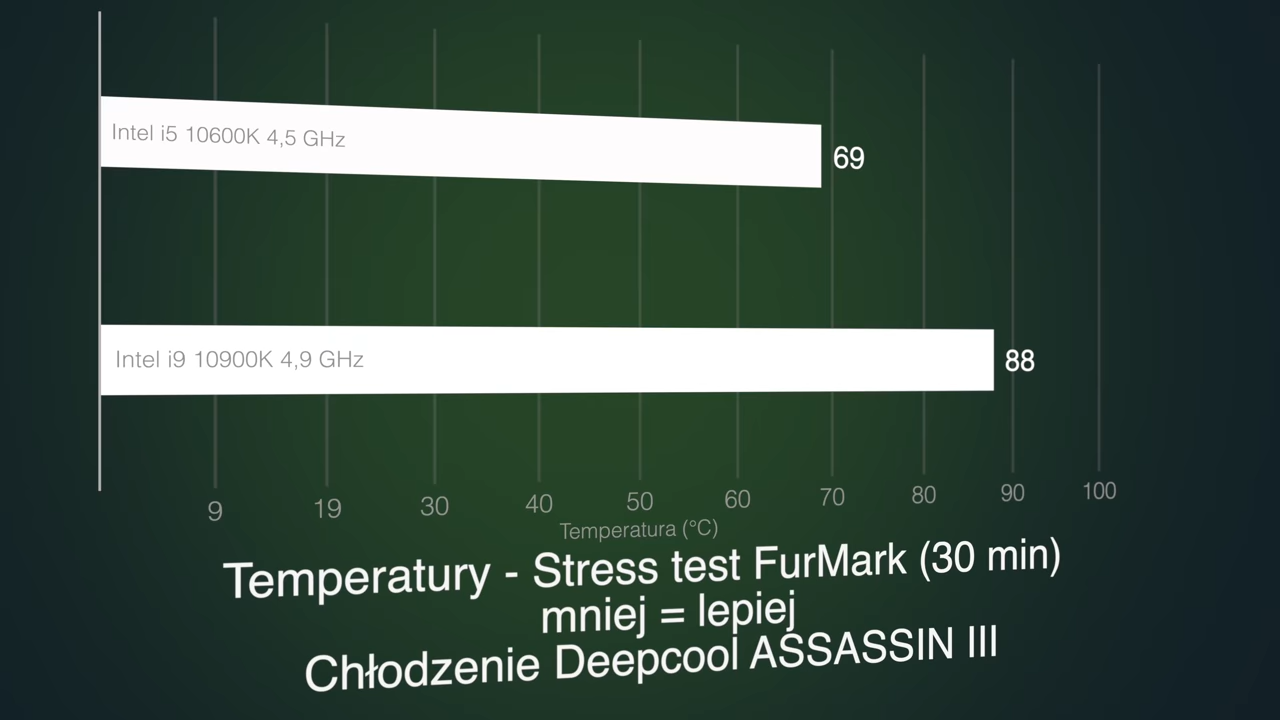 Intel i5 10600K 4,5 GHz
69
Intel i9 10900K 4,9 GHz
88
9 19 30 40 50 60 70 80 90 100
Temperatura (°C)
Temperatury - Stress test FurMark (30 min)
mniej = lepiej
Chłodzenie Deepcool ASSASSIN III